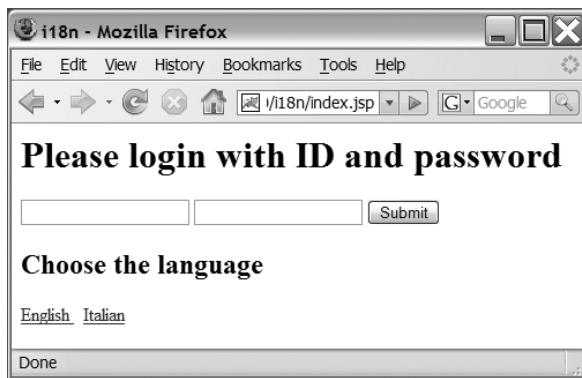 i18n - Mozilla Firefox
File Edit View History Bookmarks Tools Help
/i18n/index.jsp G Google
Please login with ID and password
Submit
Choose the language
English Italian
Done